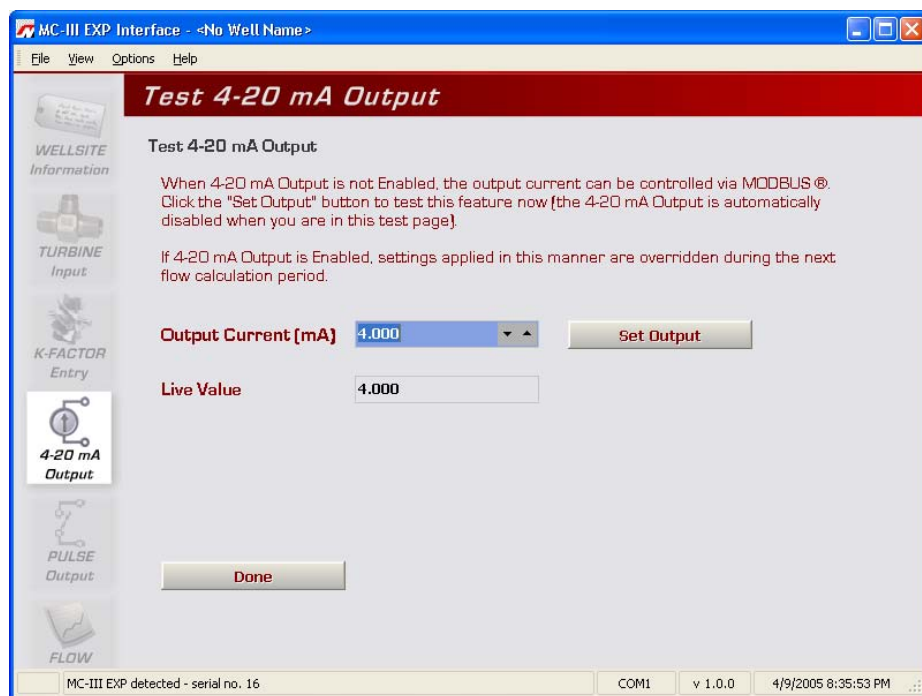 MC-III EXP Interface - <No Well Name>
File View Options Help
Test 4-20 mA Output
WELLSITE
Information
TURBINE
Input
K-FACTOR
Entry
4-20 mA
Output
PULSE
Output
FLOW
Test 4-20 mA Output
When 4-20 mA Output is not Enabled, the output current can be controlled via MODBUS ®.
Click the "Set Output" button to test this feature now (the 4-20 mA Output is automatically
disabled when you are in this test page).
If 4-20 mA Output is Enabled, settings applied in this manner are overridden during the next
flow calculation period.
Output Current (mA) 4.000 Set Output
Live Value 4.000
Done
MC-III EXP detected - serial no. 16 COM1 v 1.0.0 4/9/2005 8:35:53 PM